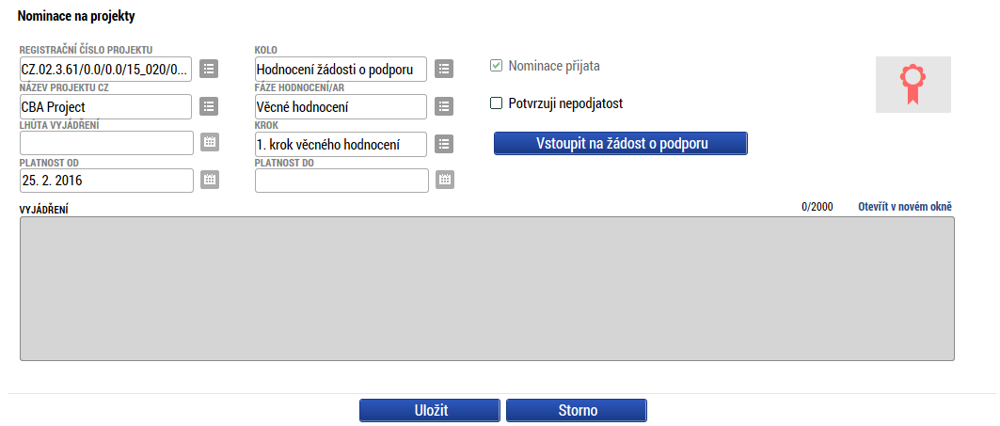 Nominace na projekty
REGISTRAČNÍ ČÍSLO PROJEKTU
CZ.02.3.61/0.0/0.0/15_020/0...
NÁZEV PROJEKTU CZ
CBA Project
LHŮTA VYJÁDŘENÍ
PLATNOST OD
25. 2. 2016
KOLO
Hodnocení žádosti o podporu
FÁZE HODNOCENÍ/AR
Věcné hodnocení
KROK
1. krok věcného hodnocení
PLATNOST DO
Nominace přijata
Potvrzuji nepodjatost
Vstoupit na žádost o podporu
VYJÁDŘENÍ
0/2000
Otevřít v novém okně
Uložit
Storno